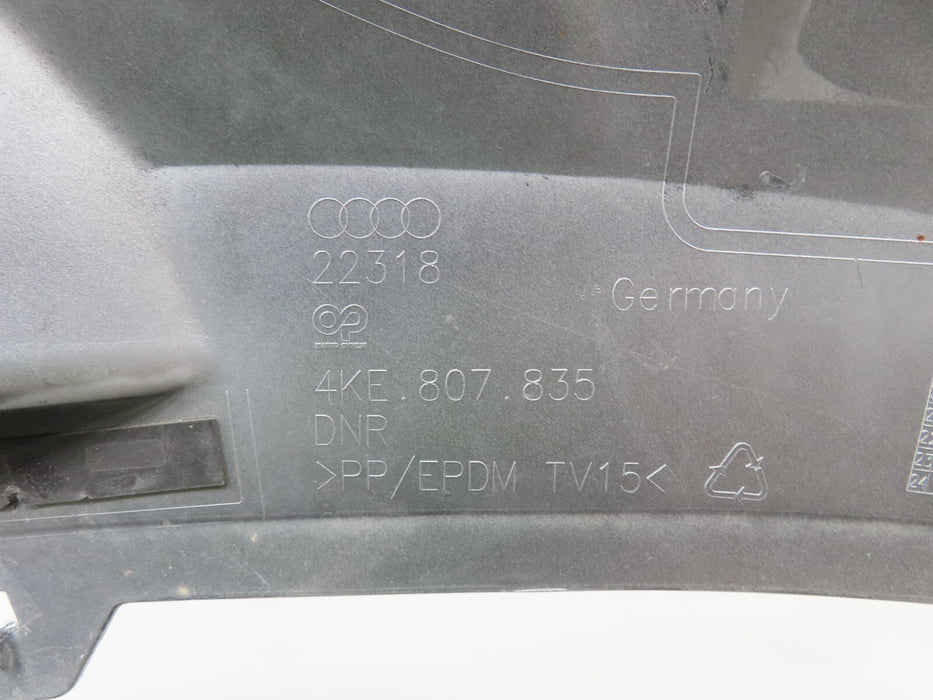 22318
Germany
4KE.807.835
DNR
>PP/EPDM TV15<